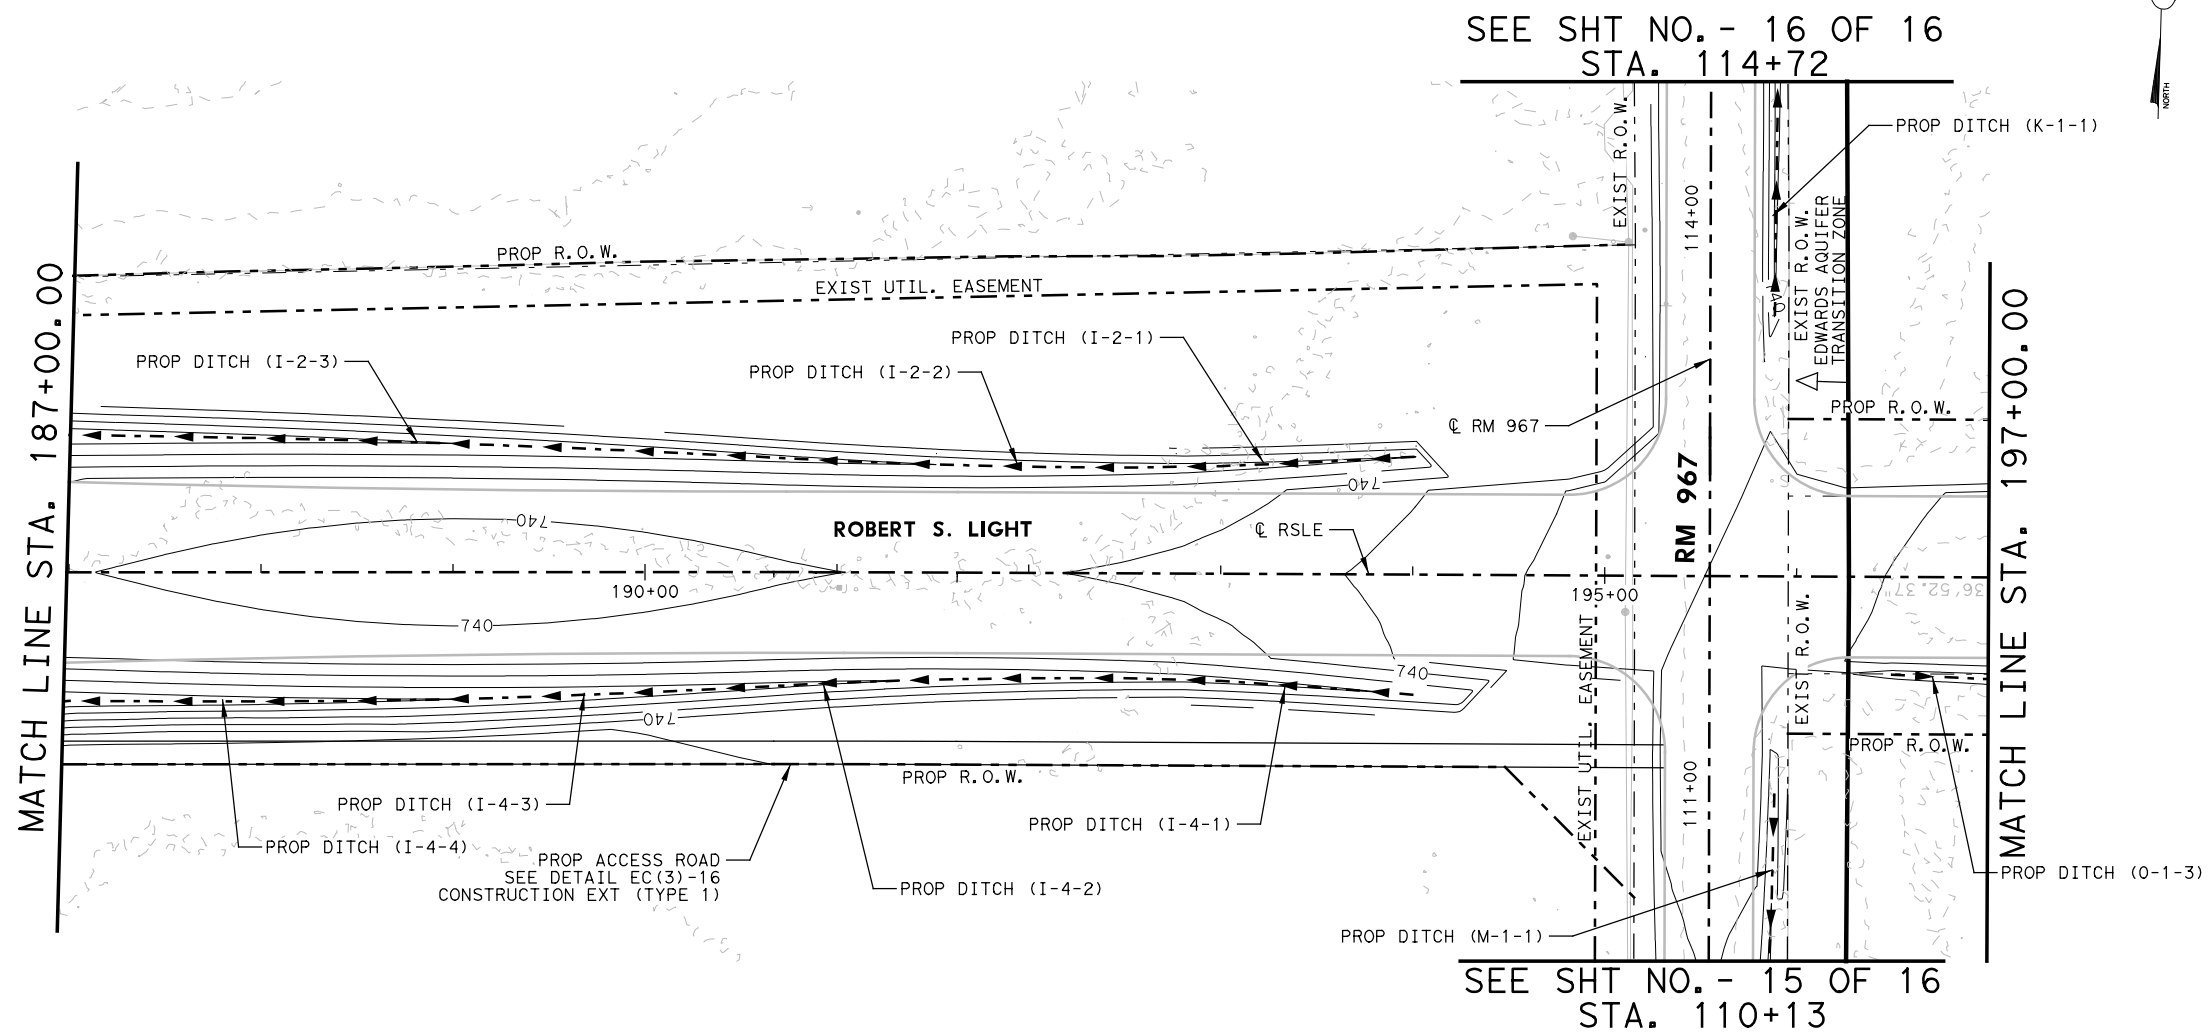 SEE SHT NO.- 16 OF 16
STA. 114+72
NORTH
PROP DITCH (K-1-1)
EXIST R.O.W.
114+00
EXIST R.O.W.
EDWARDS AQUIFER
TRANSITION ZONE
PROP R.O.W.
EXIST UTIL. EASEMENT
PROP DITCH (I-2-1)
PROP DITCH (I-2-3)
PROP DITCH (I-2-2)
MATCH LINE STA. 187+00.00
MATCH LINE STA. 197+00.00
PROP R.O.W.
℄ RM 967
RM 967
740
740
ROBERT S. LIGHT
℄ RSLE
190+00
195+00
36'52.37"
740
740
740
EXIST UTIL. EASEMENT
EXIST R.O.W.
PROP R.O.W.
PROP R.O.W.
111+00
PROP DITCH (I-4-3)
PROP DITCH (I-4-1)
PROP DITCH (I-4-4)
PROP ACCESS ROAD
SEE DETAIL EC(3)-16
CONSTRUCTION EXT (TYPE 1)
PROP DITCH (I-4-2)
PROP DITCH (O-1-3)
PROP DITCH (M-1-1)
SEE SHT NO.- 15 OF 16
STA. 110+13